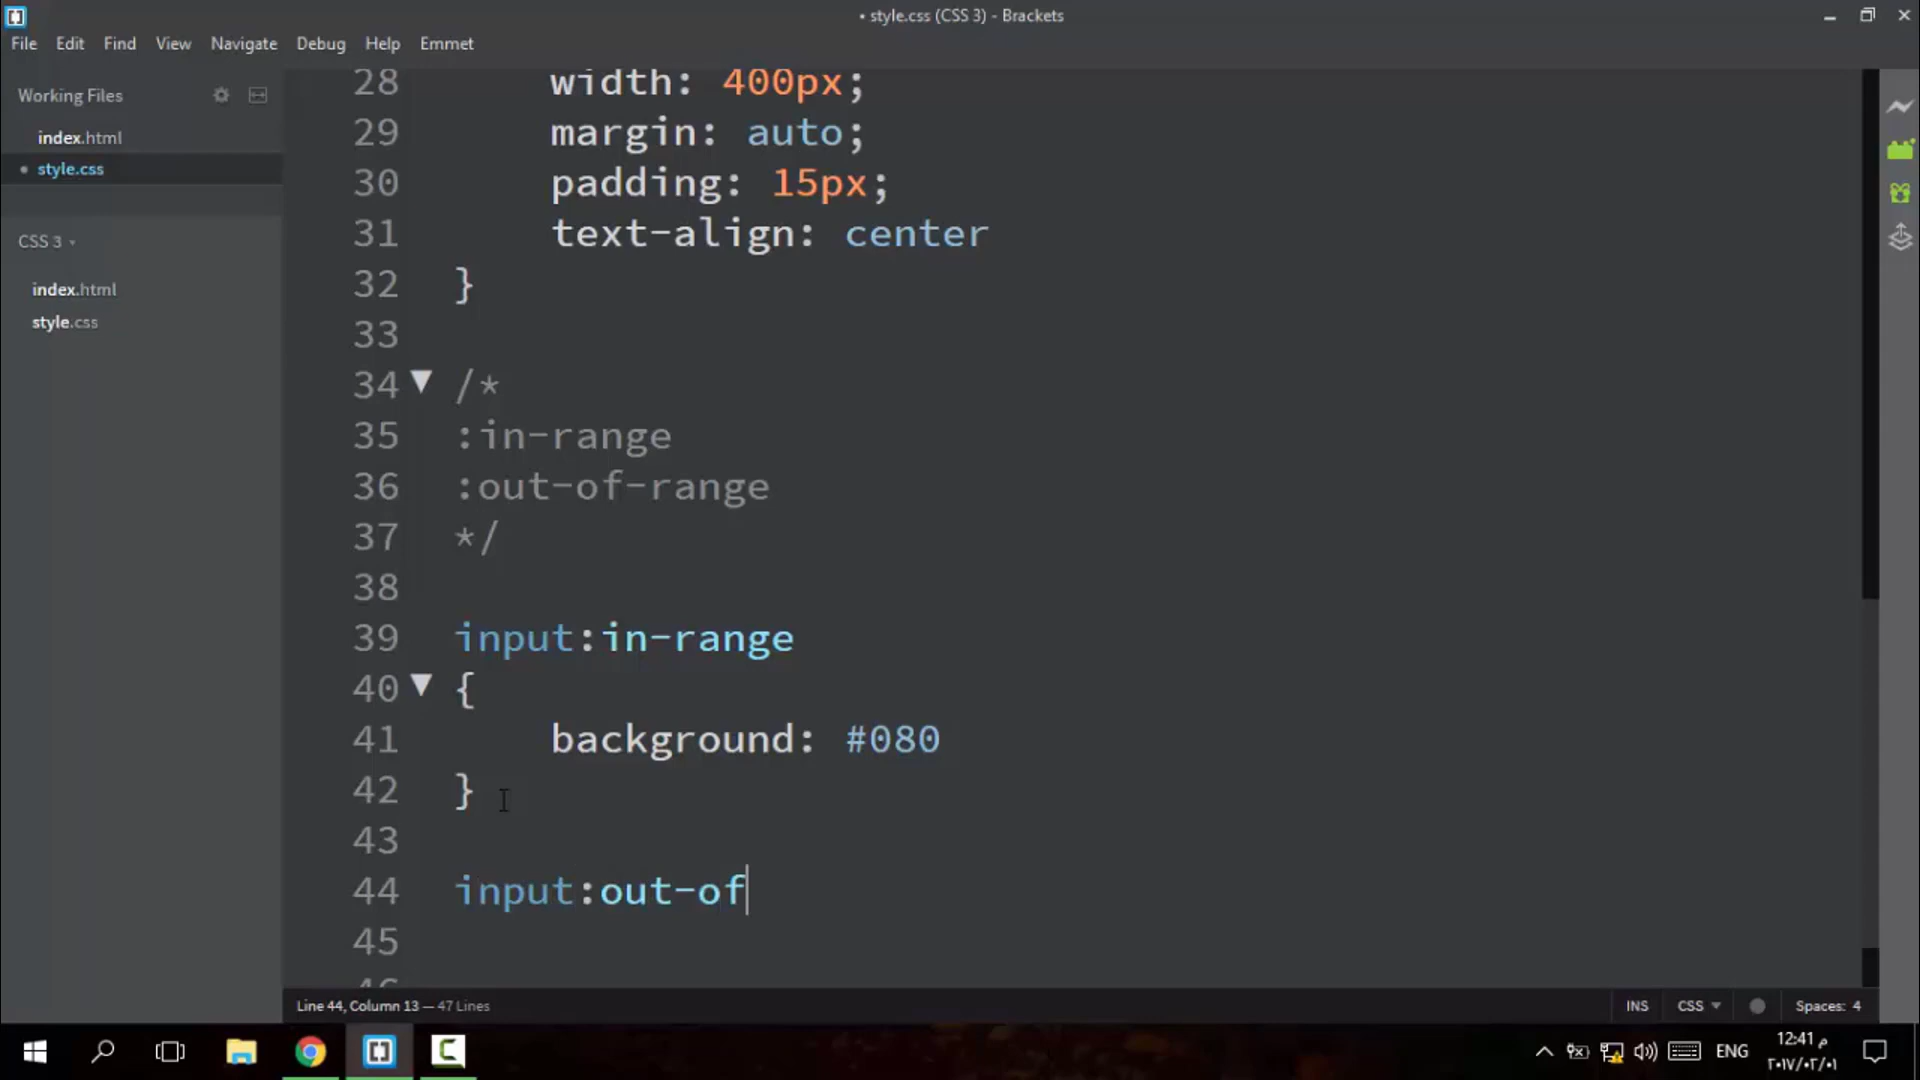 • style.css (CSS 3) - Brackets
File Edit Find View Navigate Debug Help Emmet
Working Files
index.html
• style.css
CSS 3
index.html
style.css
28 width: 400px;
29 margin: auto;
30 padding: 15px;
31 text-align: center
32 }
33
34 /*
35 :in-range
36 :out-of-range
37 */
38
39 input:in-range
40 {
41 background: #080
42 }
43
44 input:out-of
45
Line 44, Column 13 — 47 Lines
INS CSS Spaces: 4
ENG
12:41 م
٢٠١٧/٠٢/٠١